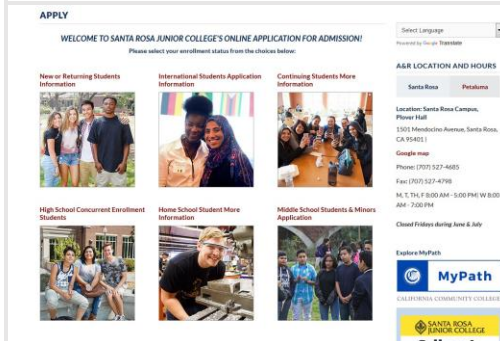 APPLY
WELCOME TO SANTA ROSA JUNIOR COLLEGE'S ONLINE APPLICATION FOR ADMISSION!
Please select your enrollment status from the choices below:
New or Returning Students
Information
International Students Application
Information
Continuing Students More
Information
High School Concurrent Enrollment
Students
Home School Student More
Information
Middle School Students & Minors
Application
Select Language
Powered by Google Translate
A&R LOCATION AND HOURS
Santa Rosa
Petaluma
Location: Santa Rosa Campus,
Plover Hall
1501 Mendocino Avenue, Santa Rosa,
CA 95401 |
Google map
Phone: (707) 527-4685
Fax: (707) 527-4798
M, T, TH, F 8:00 AM - 5:00 PM| W 8:00
AM - 7:00 PM
Closed Fridays during June & July
Explore MyPath
MyPath
CALIFORNIA COMMUNITY COLLEGE
SANTA ROSA
JUNIOR COLLEGE